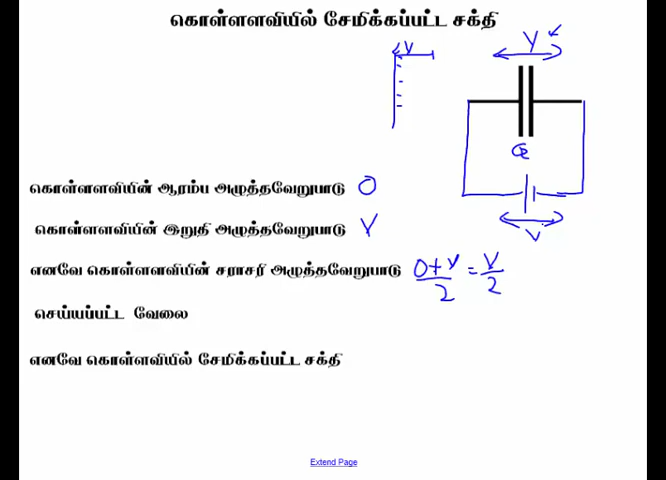 கொள்ளளவியில் சேமிக்கப்பட்ட சக்தி
V
V
Q
கொள்ளளவியின் ஆரம்ப அழுத்தவேறுபாடு 0
கொள்ளளவியின் இறுதி அழுத்தவேறுபாடு V
V
எனவே கொள்ளளவியின் சராசரி அழுத்தவேறுபாடு 0+V/2 = V/2
செய்யப்பட்ட வேலை
எனவே கொள்ளவியில் சேமிக்கப்பட்ட சக்தி
Extend Page